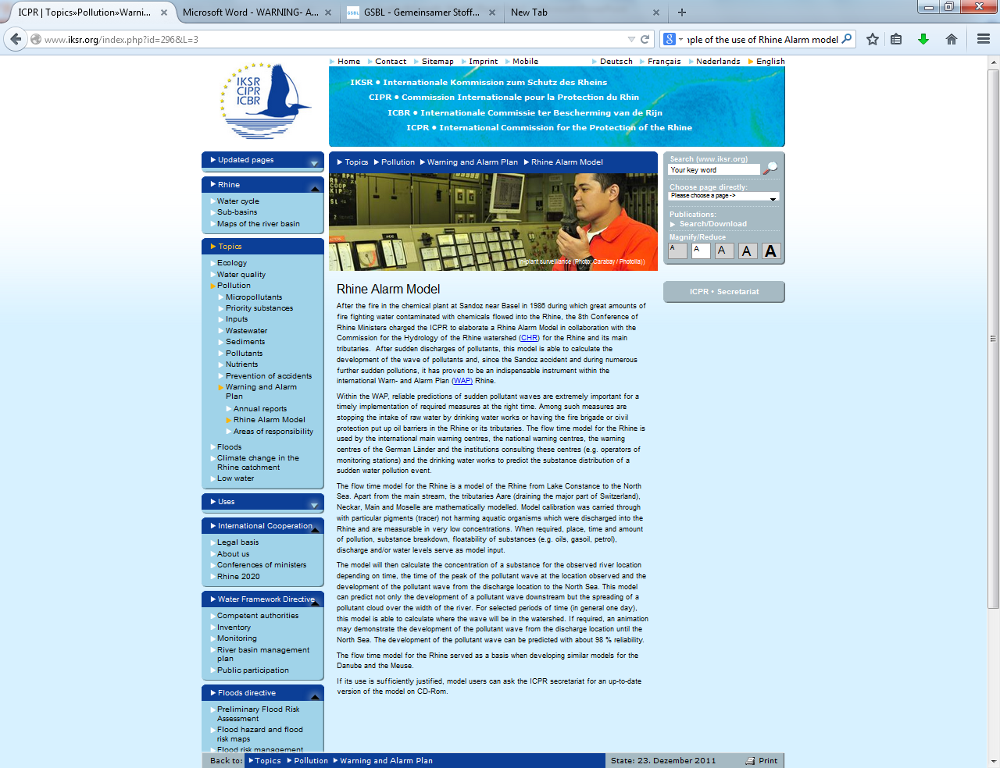 ICPR | Topics»Pollution»Warni...
Microsoft Word - WARNING- A...
GSBL
GSBL - Gemeinsamer Stoff...
New Tab
www.iksr.org/index.php?id=296&L=3
ple of the use of Rhine Alarm model
Home Contact Sitemap Imprint Mobile
Deutsch Français Nederlands English
IKSR
CIPR
ICBR
IKSR • Internationale Kommission zum Schutz des Rheins
CIPR • Commission Internationale pour la Protection du Rhin
ICBR • Internationale Commissie ter Bescherming van de Rijn
ICPR • International Commission for the Protection of the Rhine
Updated pages
Rhine
Water cycle
Sub-basins
Maps of the river basin
Topics
Ecology
Water quality
Pollution
Micropollutants
Priority substances
Inputs
Wastewater
Sediments
Pollutants
Nutrients
Prevention of accidents
Warning and Alarm
Plan
Annual reports
Rhine Alarm Model
Areas of responsibility
Floods
Climate change in the
Rhine catchment
Low water
Uses
International Cooperation
Legal basis
About us
Conferences of ministers
Rhine 2020
Water Framework Directive
Competent authorities
Inventory
Monitoring
River basin management
plan
Public participation
Floods directive
Preliminary Flood Risk
Assessment
Flood hazard and flood
risk maps
Flood risk management
Topics Pollution Warning and Alarm Plan Rhine Alarm Model
plant surveillance (Photo: Carabay / Photolia))
Rhine Alarm Model
After the fire in the chemical plant at Sandoz near Basel in 1986 during which great amounts of
fire fighting water contaminated with chemicals flowed into the Rhine, the 8th Conference of
Rhine Ministers charged the ICPR to elaborate a Rhine Alarm Model in collaboration with the
Commission for the Hydrology of the Rhine watershed (CHR) for the Rhine and its main
tributaries. After sudden discharges of pollutants, this model is able to calculate the
development of the wave of pollutants and, since the Sandoz accident and during numerous
further sudden pollutions, it has proven to be an indispensable instrument within the
international Warn- and Alarm Plan (WAP) Rhine.
Within the WAP, reliable predictions of sudden pollutant waves are extremely important for a
timely implementation of required measures at the right time. Among such measures are
stopping the intake of raw water by drinking water works or having the fire brigade or civil
protection put up oil barriers in the Rhine or its tributaries. The flow time model for the Rhine is
used by the international main warning centres, the national warning centres, the warning
centres of the German Länder and the institutions consulting these centres (e.g. operators of
monitoring stations) and the drinking water works to predict the substance distribution of a
sudden water pollution event.
The flow time model for the Rhine is a model of the Rhine from Lake Constance to the North
Sea. Apart from the main stream, the tributaries Aare (draining the major part of Switzerland),
Neckar, Main and Moselle are mathematically modelled. Model calibration was carried through
with particular pigments (tracer) not harming aquatic organisms which were discharged into the
Rhine and are measurable in very low concentrations. When required, place, time and amount
of pollution, substance breakdown, floatability of substances (e.g. oils, gasoil, petrol),
discharge and/or water levels serve as model input.
The model will then calculate the concentration of a substance for the observed river location
depending on time, the time of the peak of the pollutant wave at the location observed and the
development of the pollutant wave from the discharge location to the North Sea. This model
can predict not only the development of a pollutant wave downstream but the spreading of a
pollutant cloud over the width of the river. For selected periods of time (in general one day),
this model is able to calculate where the wave will be in the watershed. If required, an animation
may demonstrate the development of the pollutant wave from the discharge location until the
North Sea. The development of the pollutant wave can be predicted with about 98 % reliability.
The flow time model for the Rhine served as a basis when developing similar models for the
Danube and the Meuse.
If its use is sufficiently justified, model users can ask the ICPR secretariat for an up-to-date
version of the model on CD-Rom.
Search (www.iksr.org)
Your key word
Choose page directly:
Please choose a page ->
Publications:
Search/Download
Magnify/Reduce
A A A A A
ICPR • Secretariat
Back to: Topics Pollution Warning and Alarm Plan
State: 23. Dezember 2011
Print